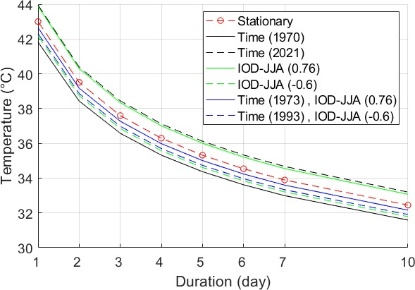 44
42
40
38
36
34
32
30
Temperature (°C)
Stationary
Time (1970)
Time (2021)
IOD-JJA (0.76)
IOD-JJA (-0.6)
Time (1973) , IOD-JJA (0.76)
Time (1993) , IOD-JJA (-0.6)
1 2 3 4 5 6 7 10
Duration (day)